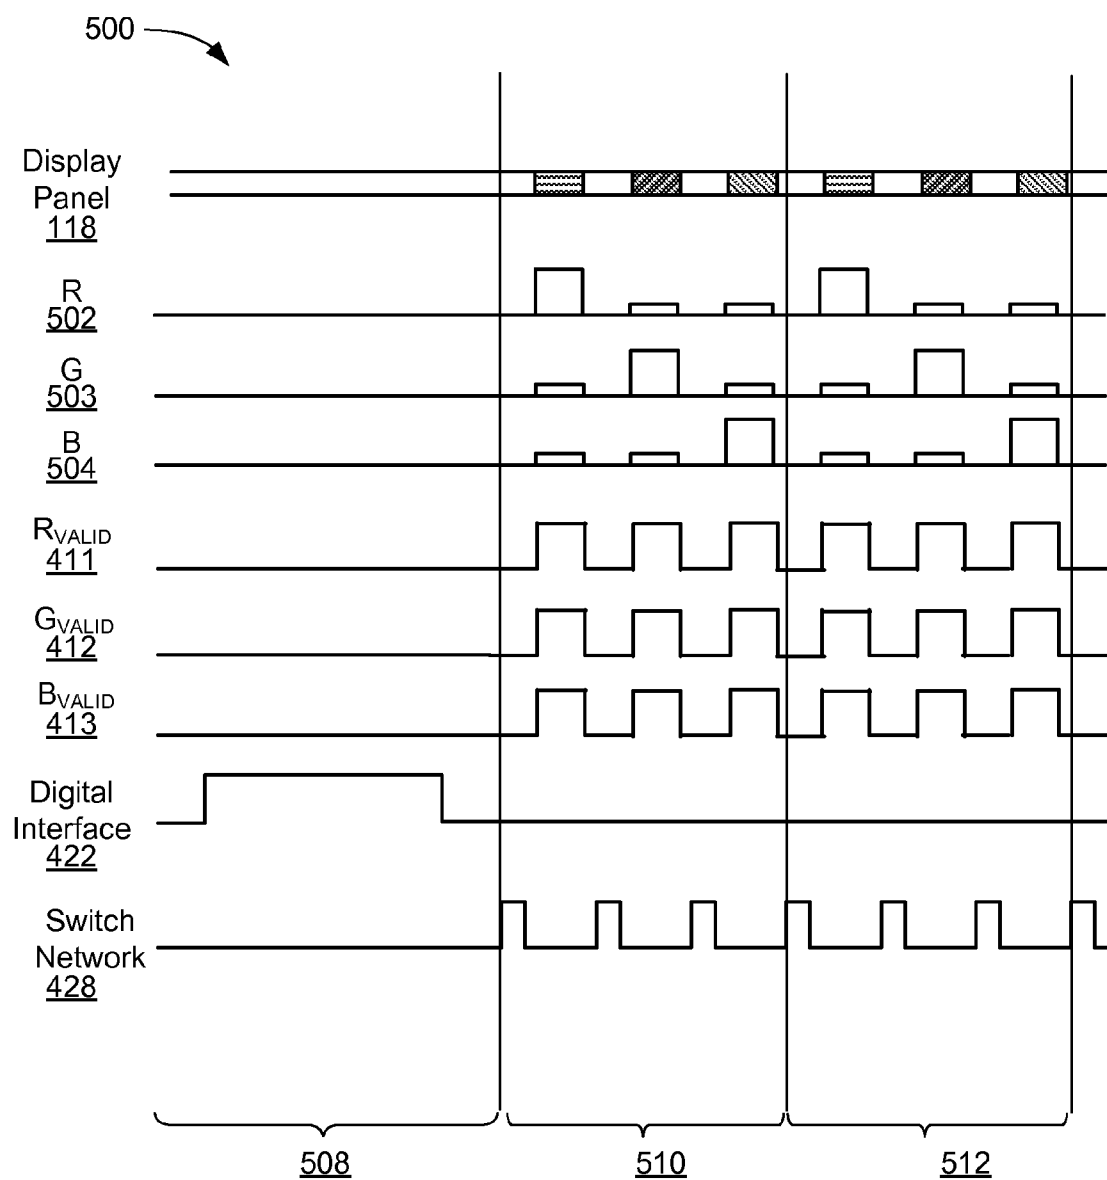 500
Display
Panel
118
R
502
G
503
B
504
RVALID
411
GVALID
412
BVALID
413
Digital
Interface
422
Switch
Network
428
508
510
512